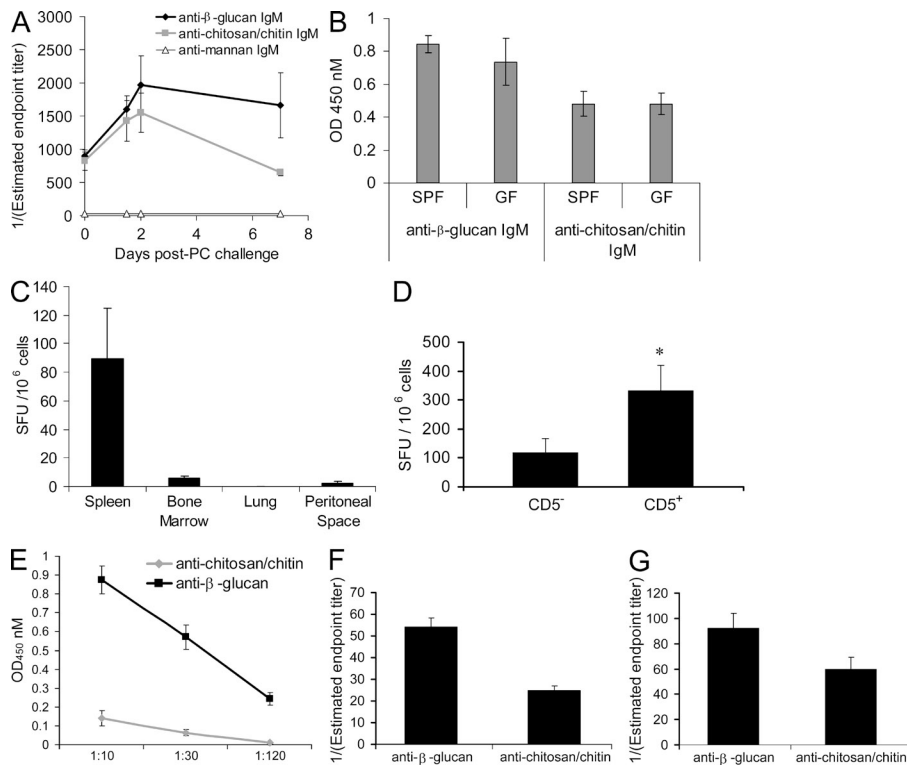 A
anti-β-glucan IgM
anti-chitosan/chitin IgM
anti-mannan IgM
1/(Estimated endpoint titer)
3000
2500
2000
1500
1000
500
0
0 2 4 6 8
Days post-PC challenge
B
OD 450 nM
1
0.8
0.6
0.4
0.2
0
SPF GF SPF GF
anti-β-glucan IgM anti-chitosan/chitin
IgM
C
SFU /10⁶ cells
140
120
100
80
60
40
20
0
Spleen Bone Lung Peritoneal
Marrow Space
D
SFU / 10⁶ cells
500
400
300
200
100
0
*
CD5⁻ CD5⁺
E
anti-chitosan/chitin
anti-β-glucan
OD₄₅₀ nM
1
0.9
0.8
0.7
0.6
0.5
0.4
0.3
0.2
0.1
0
1:10 1:30 1:120
F
1/(Estimated endpoint titer)
70
60
50
40
30
20
10
0
anti-β-glucan anti-chitosan/chitin
G
1/(Estimated endpoint titer)
120
100
80
60
40
20
0
anti-β-glucan anti-chitosan/chitin